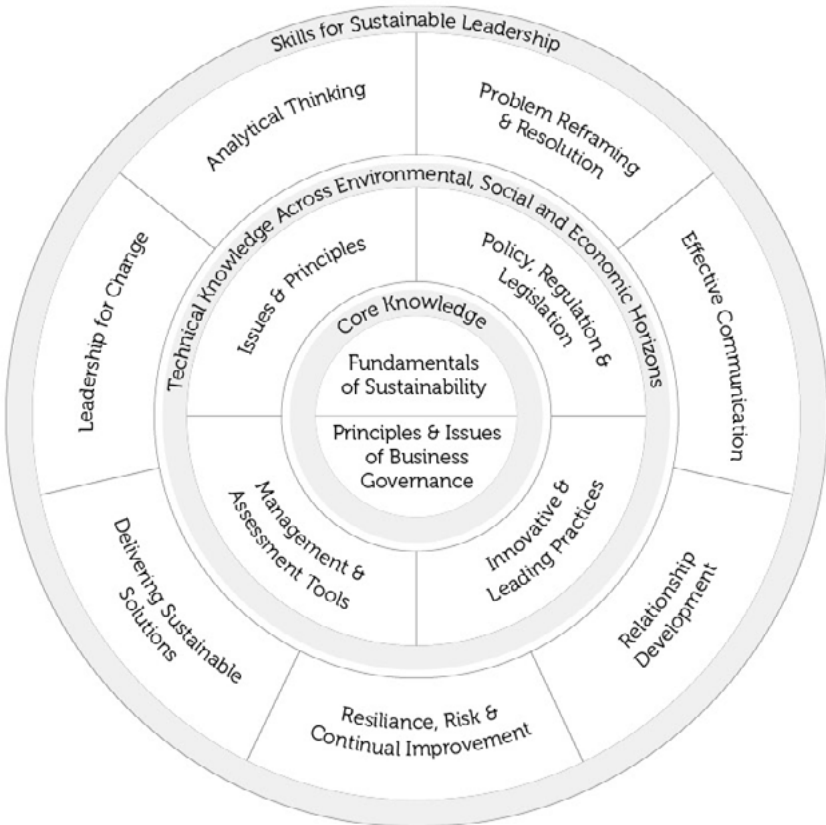 Skills for Sustainable Leadership
Analytical Thinking
Problem Reframing
& Resolution
Effective Communication
Relationship
Development
Resiliance, Risk &
Continual Improvement
Delivering Sustainable
Solutions
Leadership for Change
Technical Knowledge Across Environmental, Social and Economic Horizons
Issues & Principles
Policy, Regulation &
Legislation
Innovative &
Leading Practices
Management &
Assessment Tools
Core Knowledge
Fundamentals
of Sustainability
Principles & Issues
of Business
Governance